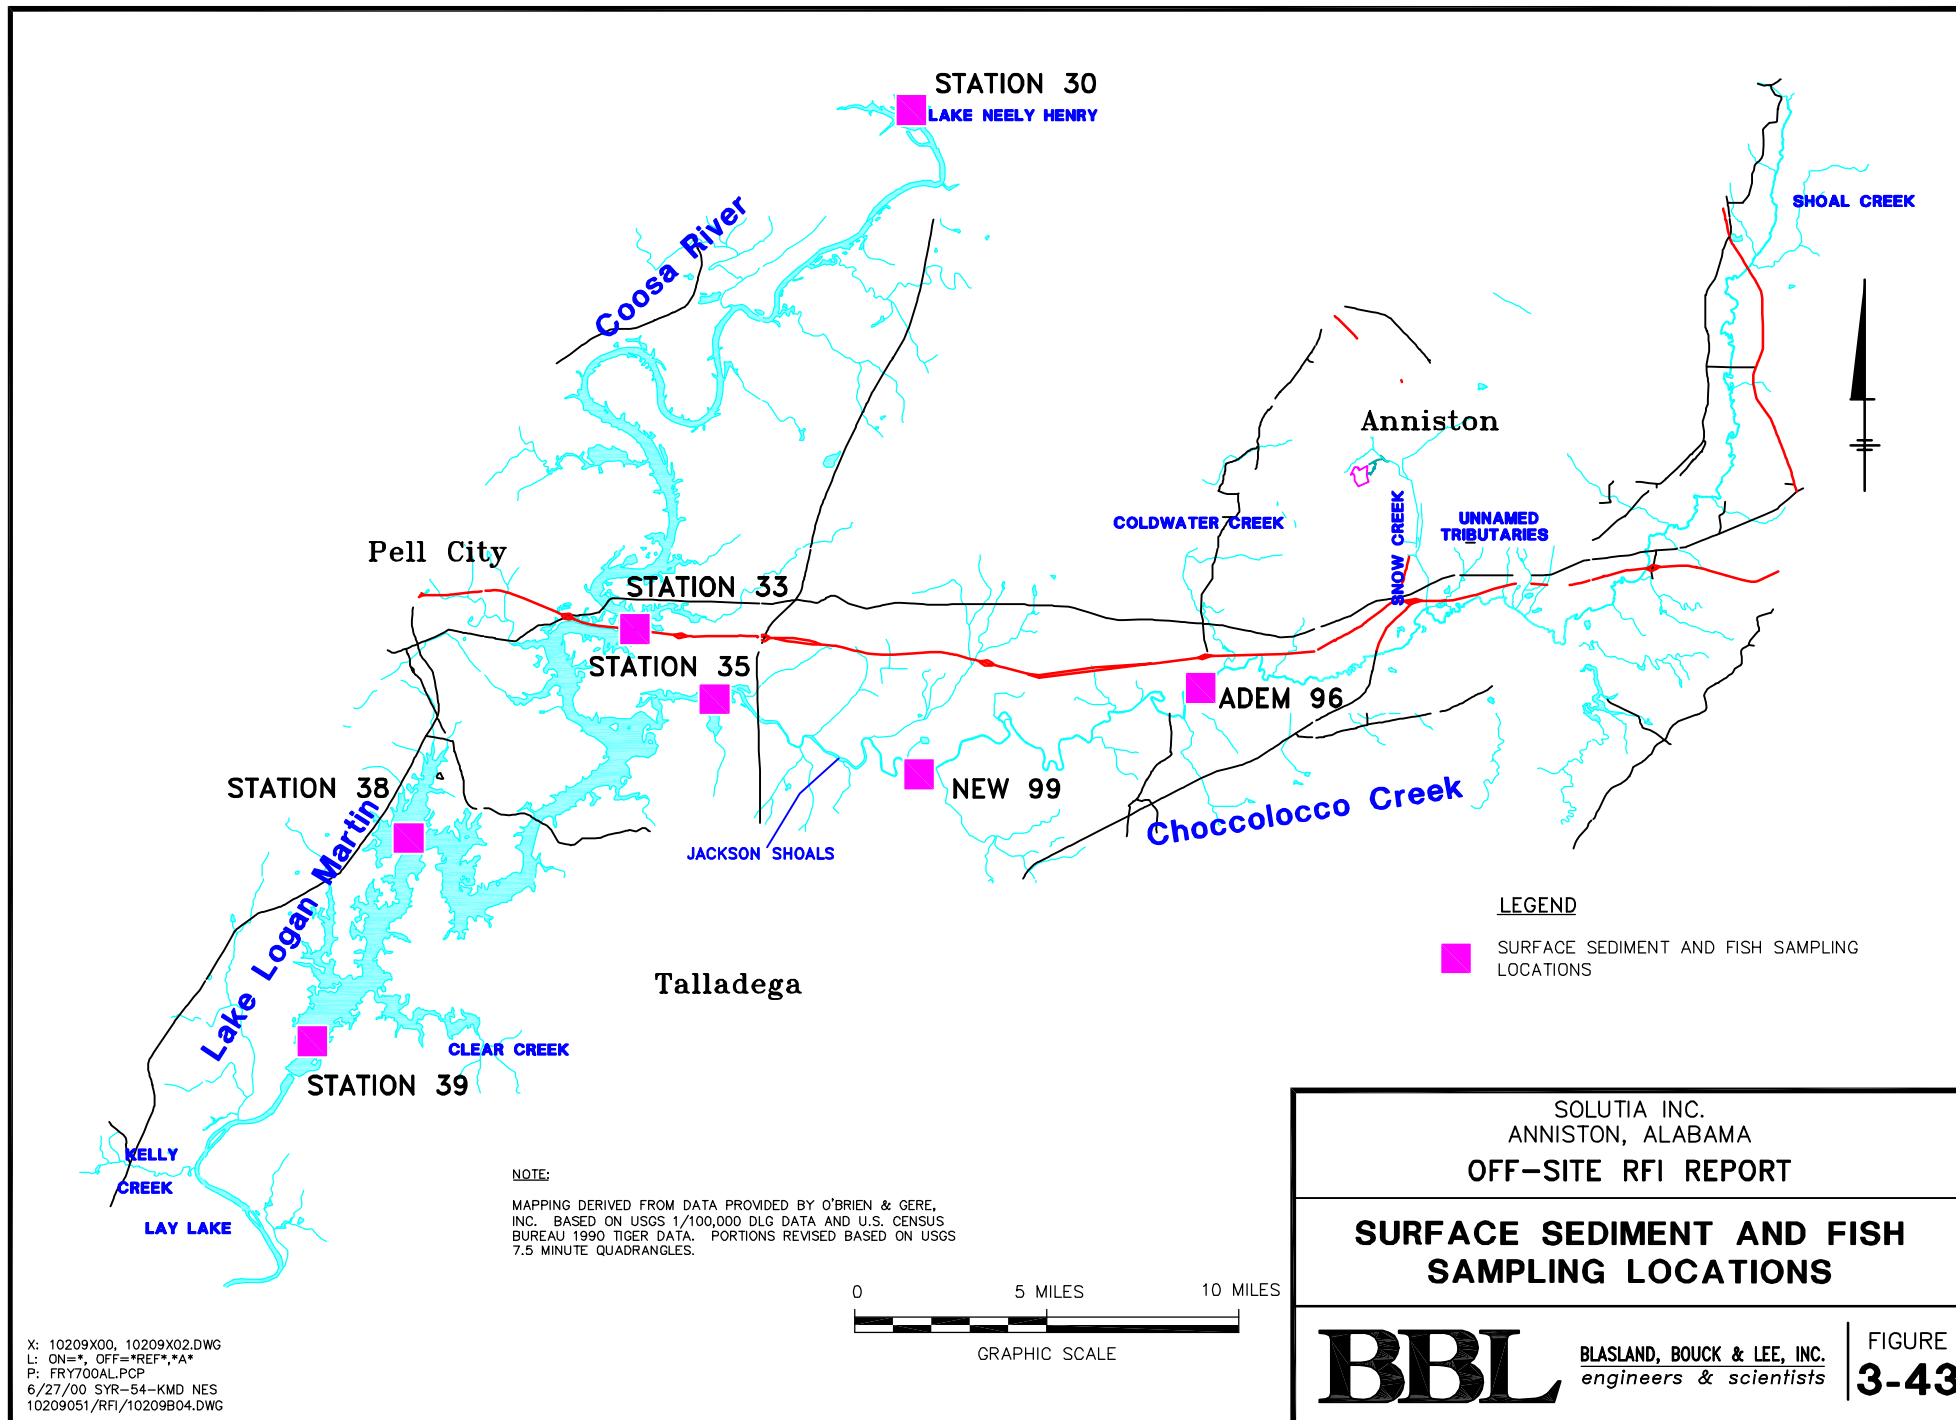 STATION 30
LAKE NEELY HENRY
SHOAL CREEK
Coosa River
Anniston
COLDWATER CREEK
SNOW CREEK
UNNAMED
TRIBUTARIES
Pell City
STATION 33
STATION 35
ADEM 96
STATION 38
NEW 99
Choccolocco Creek
JACKSON SHOALS
Lake Logan Martin
Talladega
CLEAR CREEK
STATION 39
KELLY
CREEK
LAY LAKE
LEGEND
SURFACE SEDIMENT AND FISH SAMPLING
LOCATIONS
NOTE:
MAPPING DERIVED FROM DATA PROVIDED BY O'BRIEN & GERE,
INC. BASED ON USGS 1/100,000 DLG DATA AND U.S. CENSUS
BUREAU 1990 TIGER DATA. PORTIONS REVISED BASED ON USGS
7.5 MINUTE QUADRANGLES.
0 5 MILES 10 MILES
GRAPHIC SCALE
X: 10209X00, 10209X02.DWG
L: ON=*, OFF=*REF*,*A*
P: FRY700AL.PCP
6/27/00 SYR-54-KMD NES
10209051/RFI/10209B04.DWG
SOLUTIA INC.
ANNISTON, ALABAMA
OFF-SITE RFI REPORT
SURFACE SEDIMENT AND FISH
SAMPLING LOCATIONS
BBL
BLASLAND, BOUCK & LEE, INC.
engineers & scientists
FIGURE
3-43